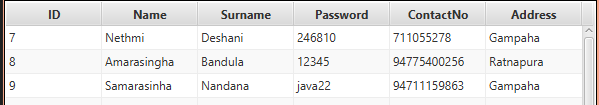 ID Name Surname Password ContactNo Address
7 Nethmi Deshani 246810 711055278 Gampaha
8 Amarasingha Bandula 12345 94775400256 Ratnapura
9 Samarasinha Nandana java22 94711159863 Gampaha